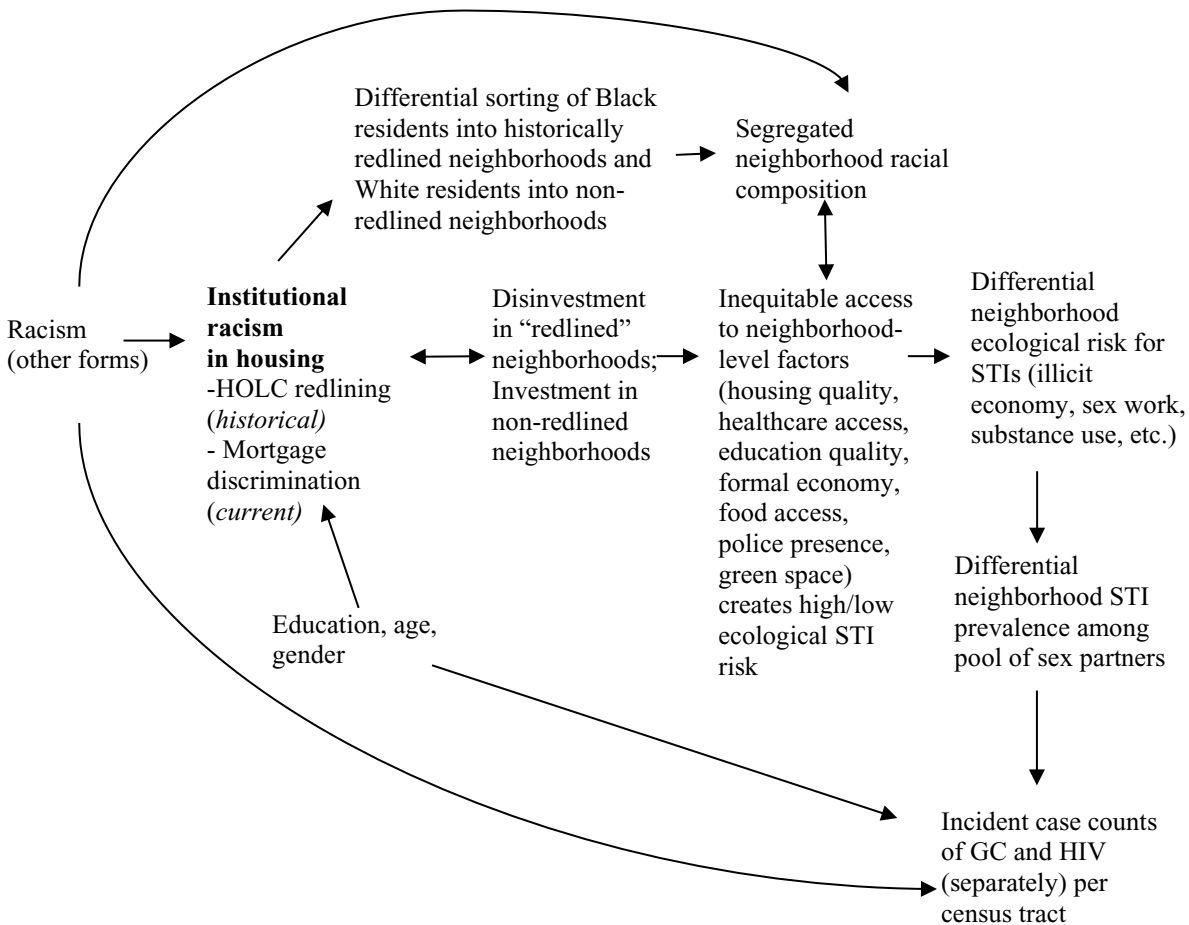 Differential sorting of Black
residents into historically
redlined neighborhoods and
White residents into non-
redlined neighborhoods
Segregated
neighborhood racial
composition
Racism
(other forms)
Institutional
racism
in housing
-HOLC redlining
(historical)
- Mortgage
discrimination
(current)
Disinvestment
in “redlined”
neighborhoods;
Investment in
non-redlined
neighborhoods
Inequitable access
to neighborhood-
level factors
(housing quality,
healthcare access,
education quality,
formal economy,
food access,
police presence,
green space)
creates high/low
ecological STI
risk
Differential
neighborhood
ecological risk for
STIs (illicit
economy, sex work,
substance use, etc.)
Education, age,
gender
Differential
neighborhood STI
prevalence among
pool of sex partners
Incident case counts
of GC and HIV
(separately) per
census tract